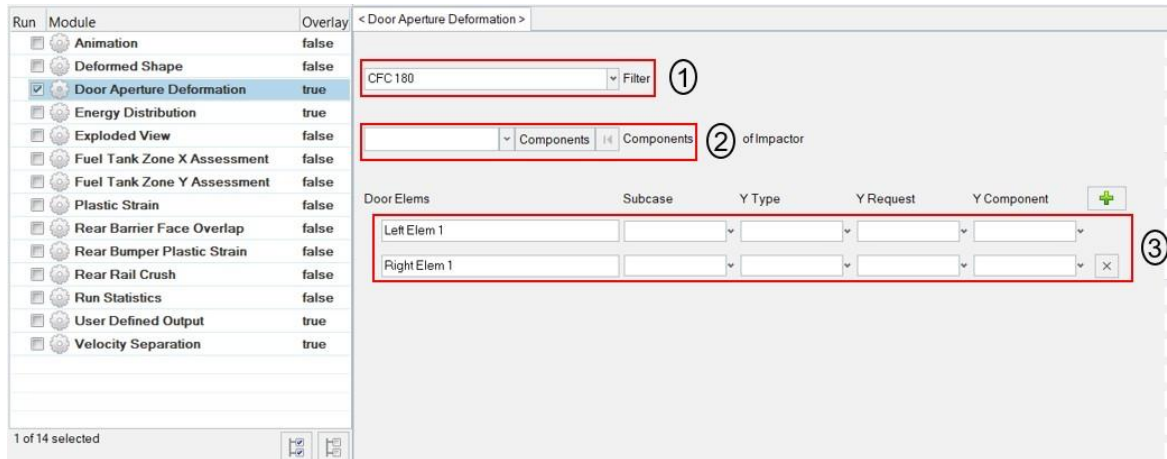 Run Module Overlay
Animation false
Deformed Shape false
Door Aperture Deformation true
Energy Distribution true
Exploded View false
Fuel Tank Zone X Assessment false
Fuel Tank Zone Y Assessment false
Plastic Strain false
Rear Barrier Face Overlap false
Rear Bumper Plastic Strain false
Rear Rail Crush false
Run Statistics false
User Defined Output true
Velocity Separation true
1 of 14 selected
< Door Aperture Deformation >
CFC 180 Filter 1
Components Components 2 of Impactor
Door Elems Subcase Y Type Y Request Y Component
Left Elem 1
Right Elem 1
3